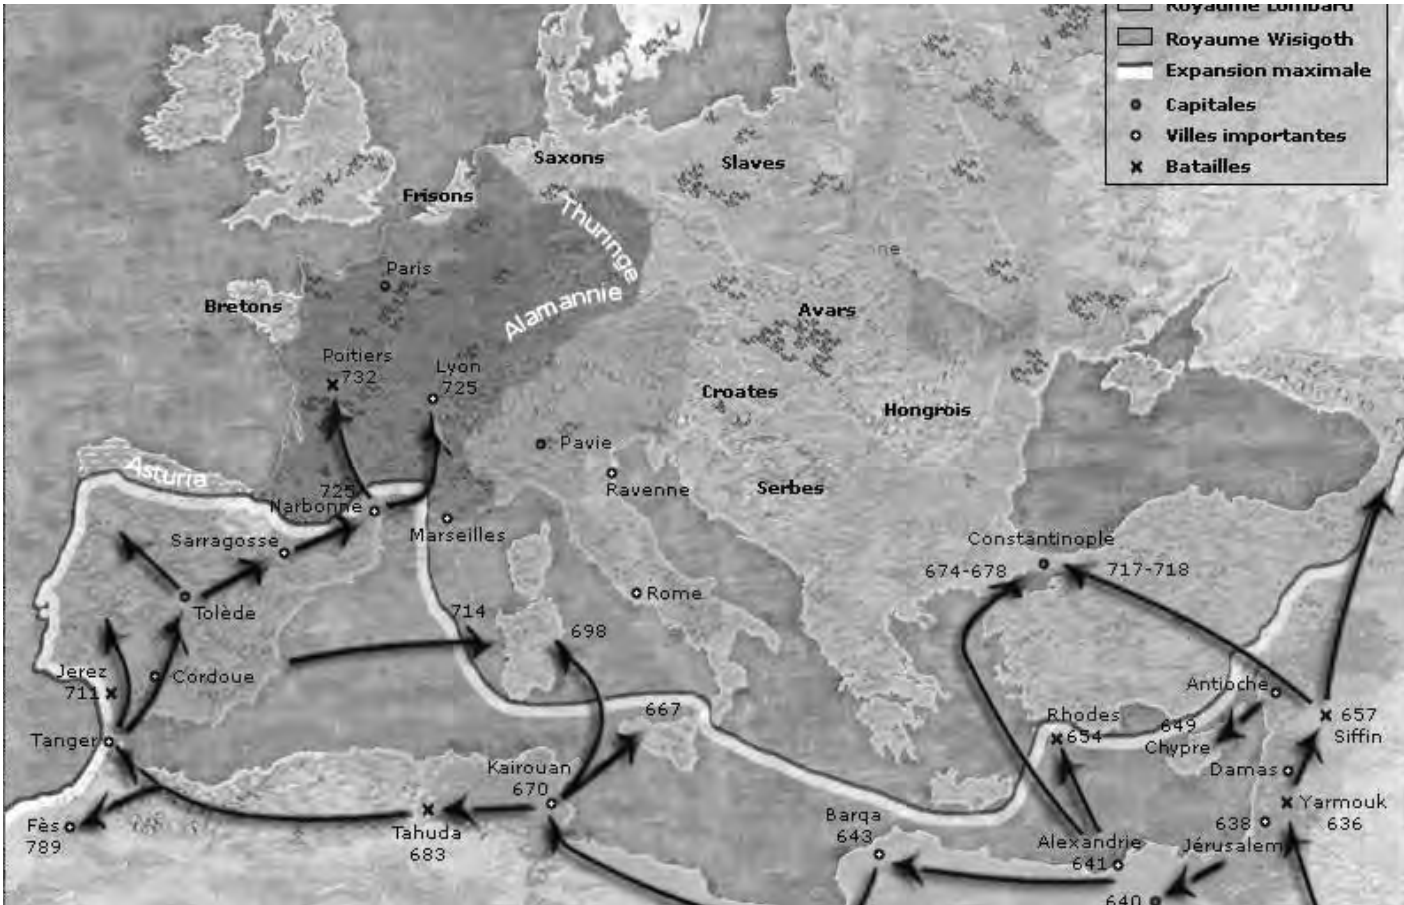 Royaume Lombard
Royaume Wisigoth
Expansion maximale
Capitales
Villes importantes
Batailles
Saxons
Slaves
Frisons
Thuringe
Paris
Bretons
Alamannie
Avars
Poitiers
732
Lyon
725
Croates
Hongrois
Pavie
Asturia
725
Narbonne
Ravenne
Serbes
Marseilles
Sarragosse
Constantinople
674-678
717-718
Tolède
Rome
714
698
Jerez
711
Cordoue
Antioche
667
Rhodes
654
649
Chypre
657
Siffin
Tanger
Kairouan
670
Damas
Yarmouk
636
Fès
789
Tahuda
683
Barqa
643
638
Jérusalem
Alexandrie
641
640